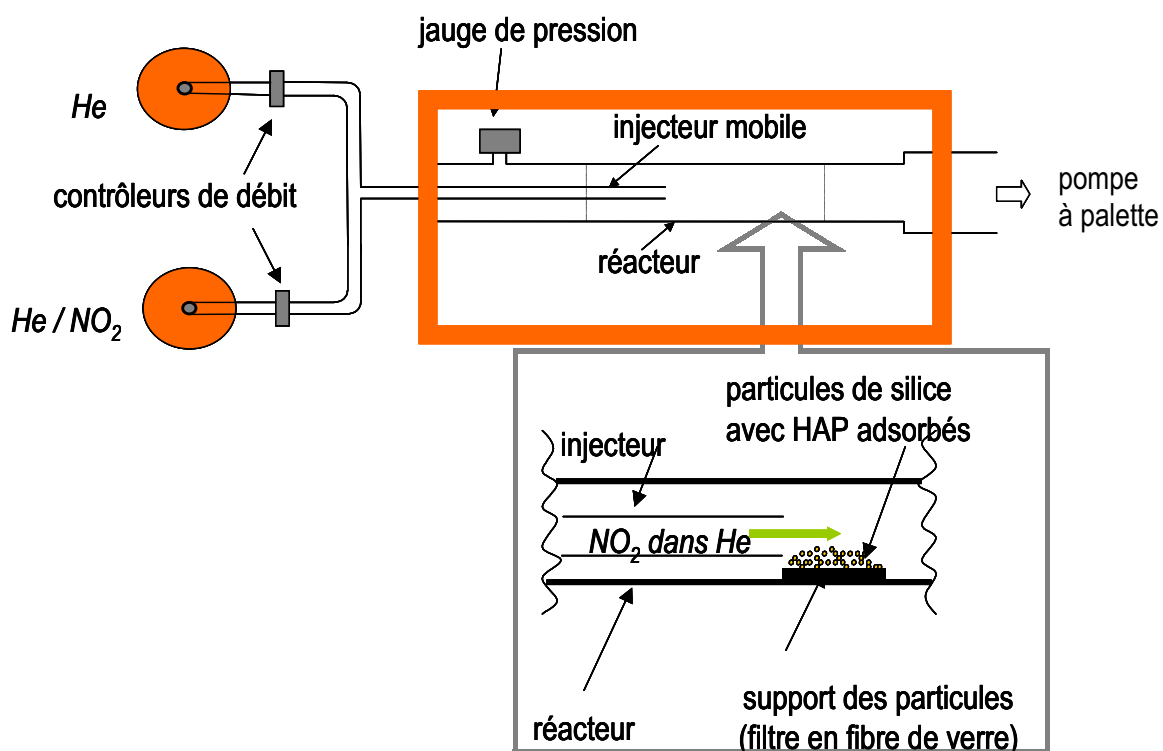 jauge de pression
He
injecteur mobile
contrôleurs de débit
pompe
à palette
réacteur
He / NO2
particules de silice
avec HAP adsorbés
injecteur
NO2 dans He
support des particules
(filtre en fibre de verre)
réacteur